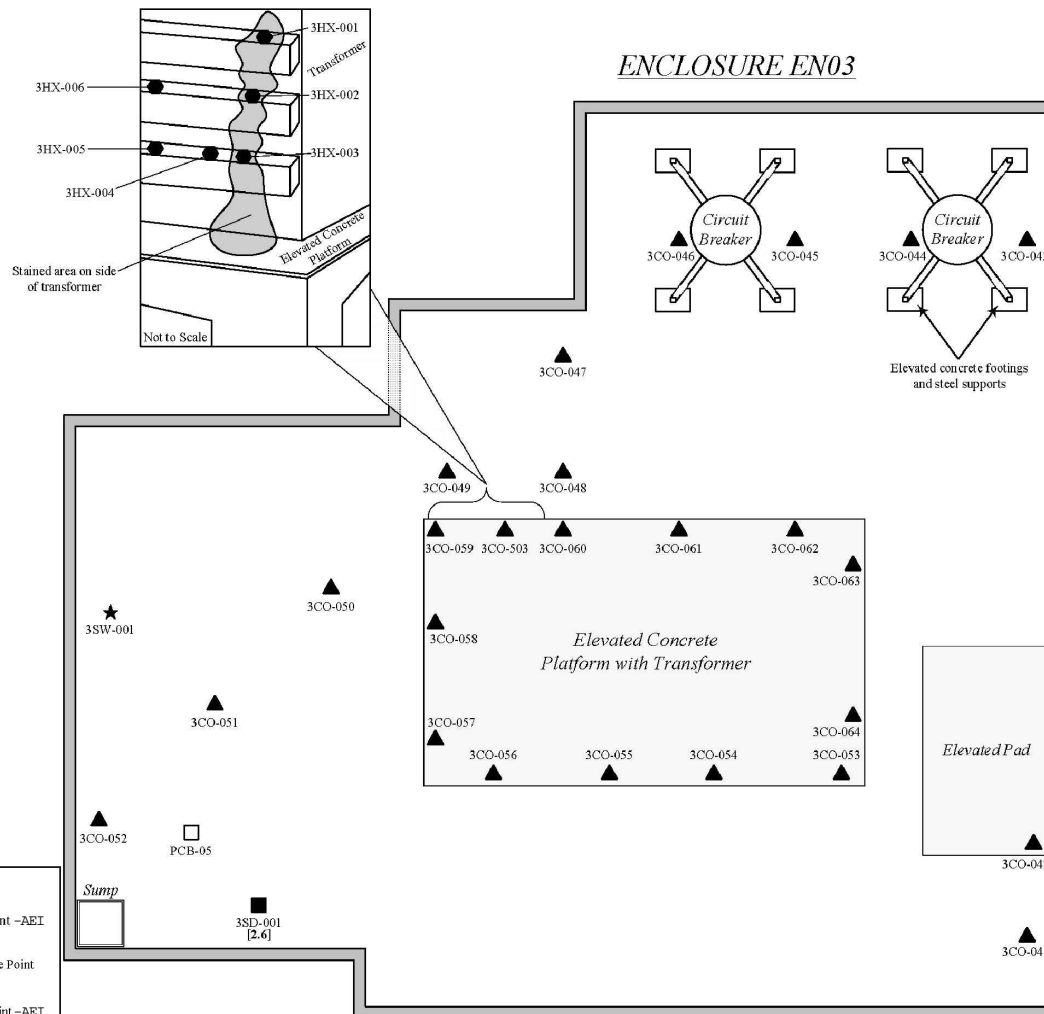 ENCLOSURE EN03
3HX-001
Transformer
3HX-006
3HX-002
3HX-005
3HX-003
3HX-004
Elevated Concrete
Platform
Stained area on side
of transformer
Not to Scale
Circuit
Breaker
Circuit
Breaker
3CO-046
3CO-045
3CO-044
Elevated concrete footings
and steel supports
3CO-047
3CO-049
3CO-048
3CO-059
3CO-503
3CO-060
3CO-061
3CO-062
3CO-063
3CO-050
3SW-001
3CO-058
Elevated Concrete
Platform with Transformer
3CO-051
3CO-057
3CO-064
3CO-056
3CO-055
3CO-054
3CO-053
Elevated Pad
3CO-052
PCB-05
Sump
3SD-001
[2.6]
-AEI
Point
-AEI